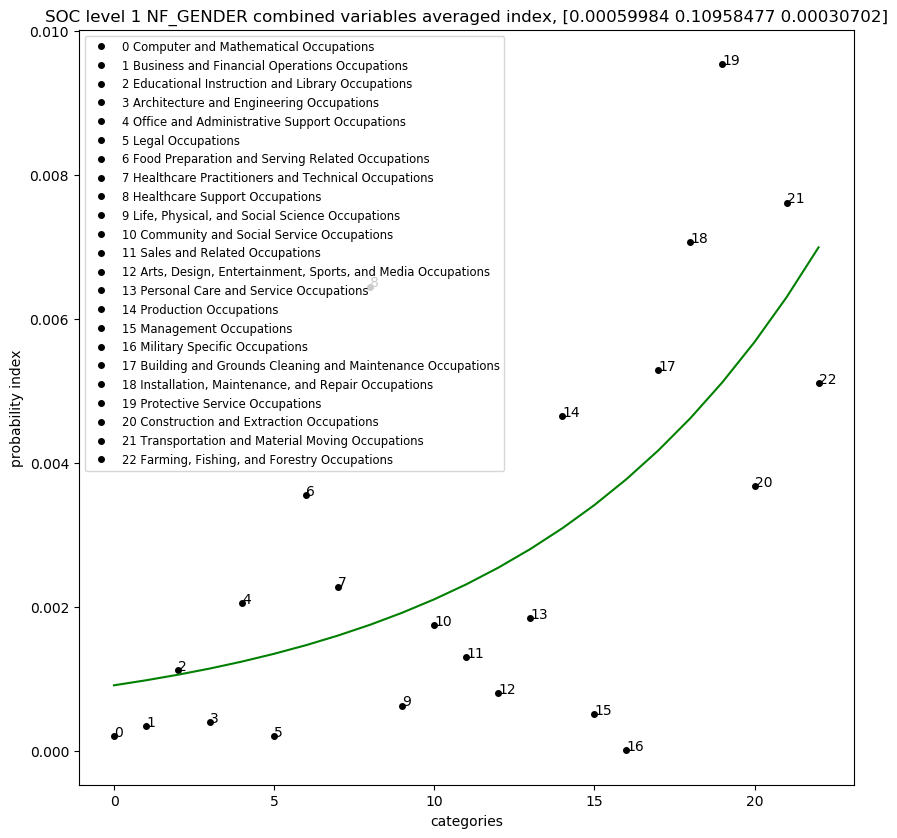 SOC level 1 NF_GENDER combined variables averaged index, [0.00059984 0.10958477 0.00030702]
0.010
0.008
0.006
0.004
0.002
0.000
probability index
0 Computer and Mathematical Occupations
1 Business and Financial Operations Occupations
2 Educational Instruction and Library Occupations
3 Architecture and Engineering Occupations
4 Office and Administrative Support Occupations
5 Legal Occupations
6 Food Preparation and Serving Related Occupations
7 Healthcare Practitioners and Technical Occupations
8 Healthcare Support Occupations
9 Life, Physical, and Social Science Occupations
10 Community and Social Service Occupations
11 Sales and Related Occupations
12 Arts, Design, Entertainment, Sports, and Media Occupations
13 Personal Care and Service Occupations
14 Production Occupations
15 Management Occupations
16 Military Specific Occupations
17 Building and Grounds Cleaning and Maintenance Occupations
18 Installation, Maintenance, and Repair Occupations
19 Protective Service Occupations
20 Construction and Extraction Occupations
21 Transportation and Material Moving Occupations
22 Farming, Fishing, and Forestry Occupations
0
1
2
3
4
5
6
7
8
9
10
11
12
13
14
15
16
17
18
19
20
21
22
0
5
10
15
20
categories